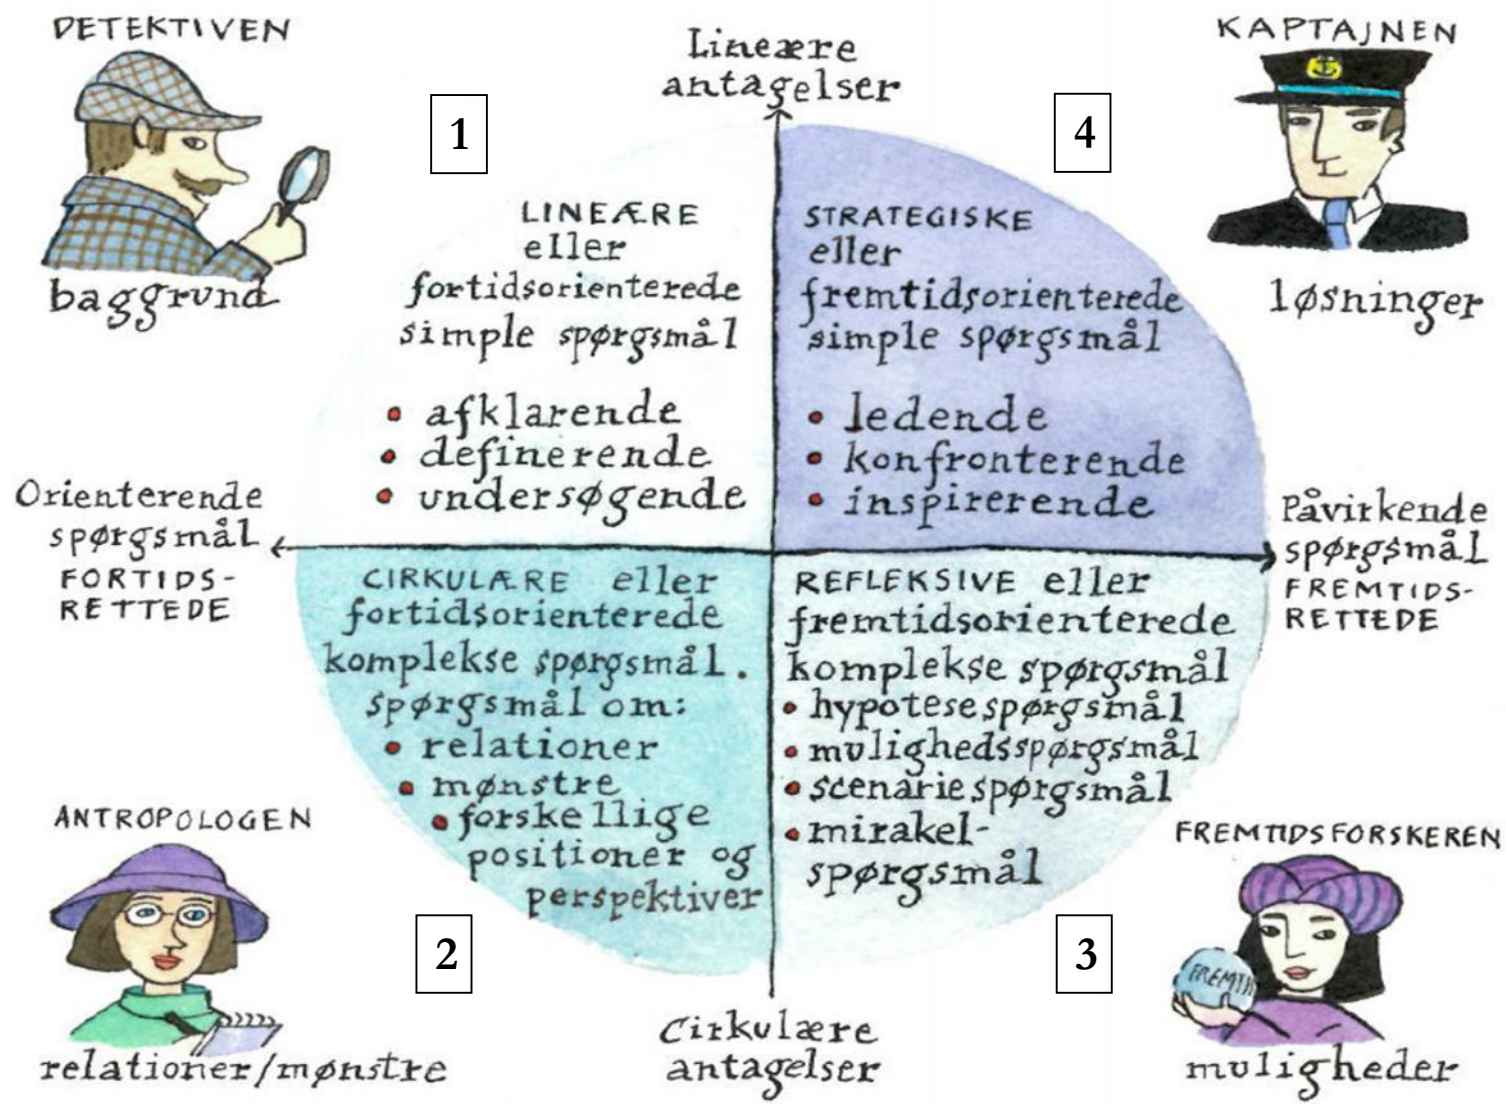 DETEKTIVEN
baggrund
1
Lineære
antagelser
4
KAPTAJNEN
løsninger
LINEÆRE
eller
fortidsorienterede
simple spørgsmål
• afklarende
• definerende
• undersøgende
STRATEGISKE
eller
fremtidsorienterede
simple spørgsmål
• ledende
• konfronterende
• inspirerende
Orienterende
spørgsmål
FORTIDS-
RETTEDE
Påvirkende
spørgsmål
FREMTIDS-
RETTEDE
CIRKULÆRE eller
fortidsorienterede
komplekse spørgsmål.
spørgsmål om:
• relationer
• mønstre
• forskellige
positioner og
perspektiver
REFLEKSIVE eller
fremtidsorienterede
komplekse spørgsmål
• hypotesespørgsmål
• mulighedsspørgsmål
• scenariespørgsmål
• mirakel-
spørgsmål
ANTROPOLOGEN
relationer/mønstre
2
Cirkulære
antagelser
3
FREMTIDSFORSKEREN
FREMTI
muligheder